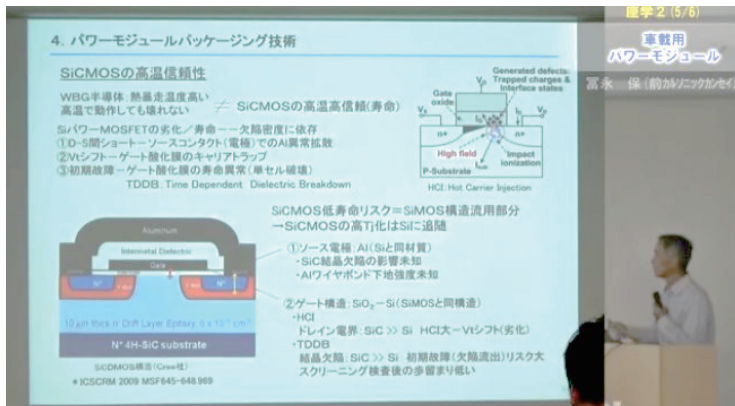 座学2(5/6)
車載用
パワーモジュール
冨永 保(前カルソニックカンセイ)
4. パワーモジュールパッケージング技術
SiCMOSの高温信頼性
WBG半導体:熱暴走温度高い
高温で動作しても壊れない
≠ SiCMOSの高温高信頼(寿命)
SiパワーMOSFETの劣化/寿命--欠陥密度に依存
①D-S間ショート-ソースコンタクト(電極)でのAl異常拡散
②Vtシフト-ゲート酸化膜のキャリアトラップ
③初期故障-ゲート酸化膜の寿命異常(単セル破壊)
TDDB:Time Dependent Dielectric Breakdown
Generated defects:
Trapped charges &
Interface states
Gate
oxide
n+
n+
High field
Impact
ionization
P-Substrate
HCI: Hot Carrier Injection
SiCMOS低寿命リスク=SiMOS構造流用部分
→SiCMOSの高Tj化はSiに追随
①ソース電極:Al(Siと同材質)
・SiC結晶欠陥の影響未知
・Alワイヤボンド下地強度未知
②ゲート構造:SiO₂-Si(SiMOSと同構造)
・HCI
ドレイン電界:SiC ≫ Si HCI大-Vtシフト(劣化)
・TDDB
結晶欠陥:SiC ≫ Si 初期故障(欠陥流出)リスク大
スクリーニング検査後の歩留まり低い
Aluminum
Intermetal Dielectric
Gate
N⁺
N⁺
N⁺ 4H-SiC substrate
SiCDMOS構造(Cree社)
*ICSCRM 2009 MSF645-648.969